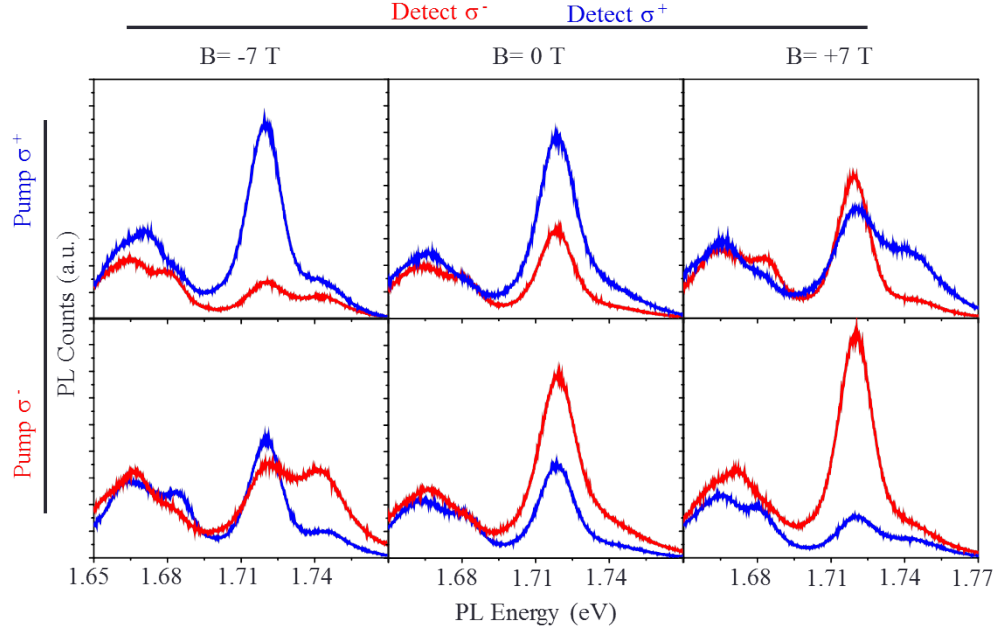 Detect σ⁻ Detect σ⁺
B= -7 T B= 0 T B= +7 T
Pump σ⁺
Pump σ⁻
PL Counts (a.u.)
1.65 1.68 1.71 1.74 1.68 1.71 1.74 1.68 1.71 1.74 1.77
PL Energy (eV)